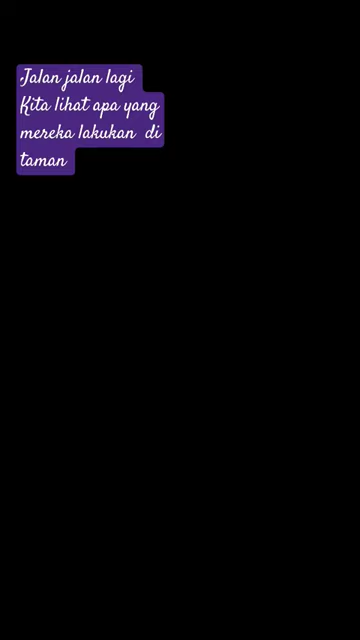 Jalan jalan lagi
Kita lihat apa yang
mereka lakukan di
taman